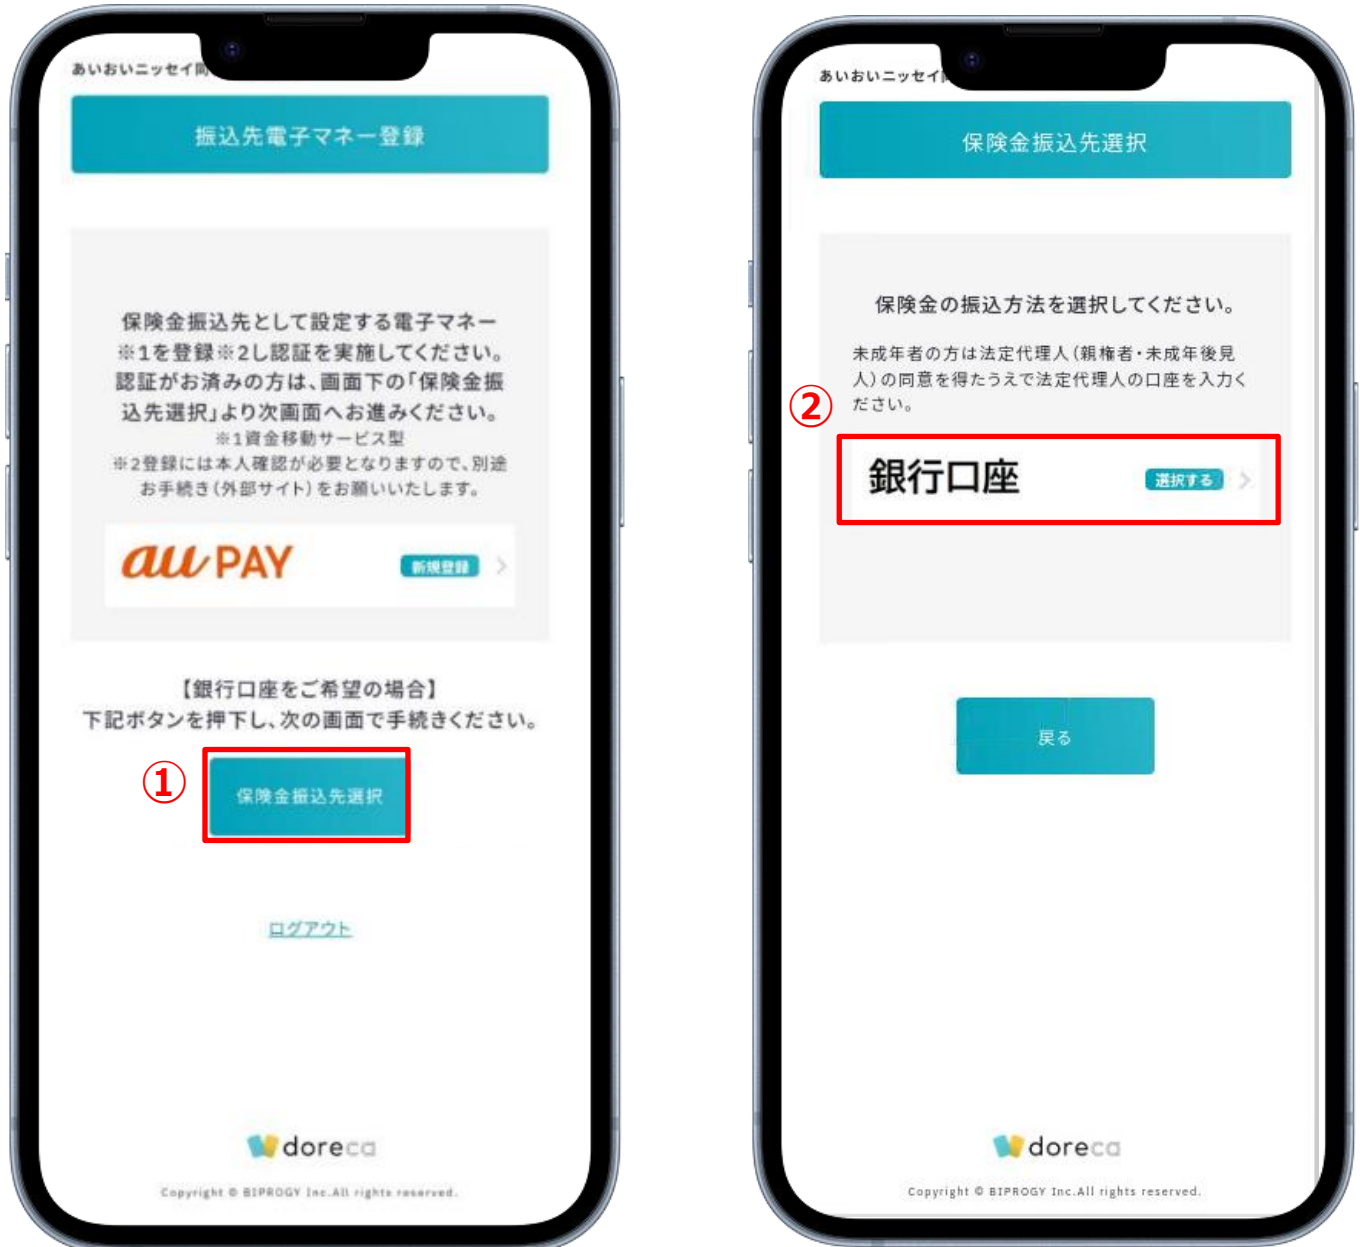 あいおいニッセイ同
振込先電子マネー登録
保険金振込先として設定する電子マネー
※1を登録※2し認証を実施してください。
認証がお済みの方は、画面下の「保険金振
込先選択」より次画面へお進みください。
※1資金移動サービス型
※2登録には本人確認が必要となりますので、別途
お手続き(外部サイト)をお願いいたします。
au PAY
新規登録
【銀行口座をご希望の場合】
下記ボタンを押下し、次の画面で手続きください。
①
保険金振込先選択
ログアウト
doreca
Copyright © BIPROGY Inc.All rights reserved.
あいおいニッセイ
保険金振込先選択
保険金の振込方法を選択してください。
未成年者の方は法定代理人(親権者・未成年後見
人)の同意を得たうえで法定代理人の口座を入力く
ださい。
②
銀行口座
選択する
戻る
doreca
Copyright © BIPROGY Inc.All rights reserved.